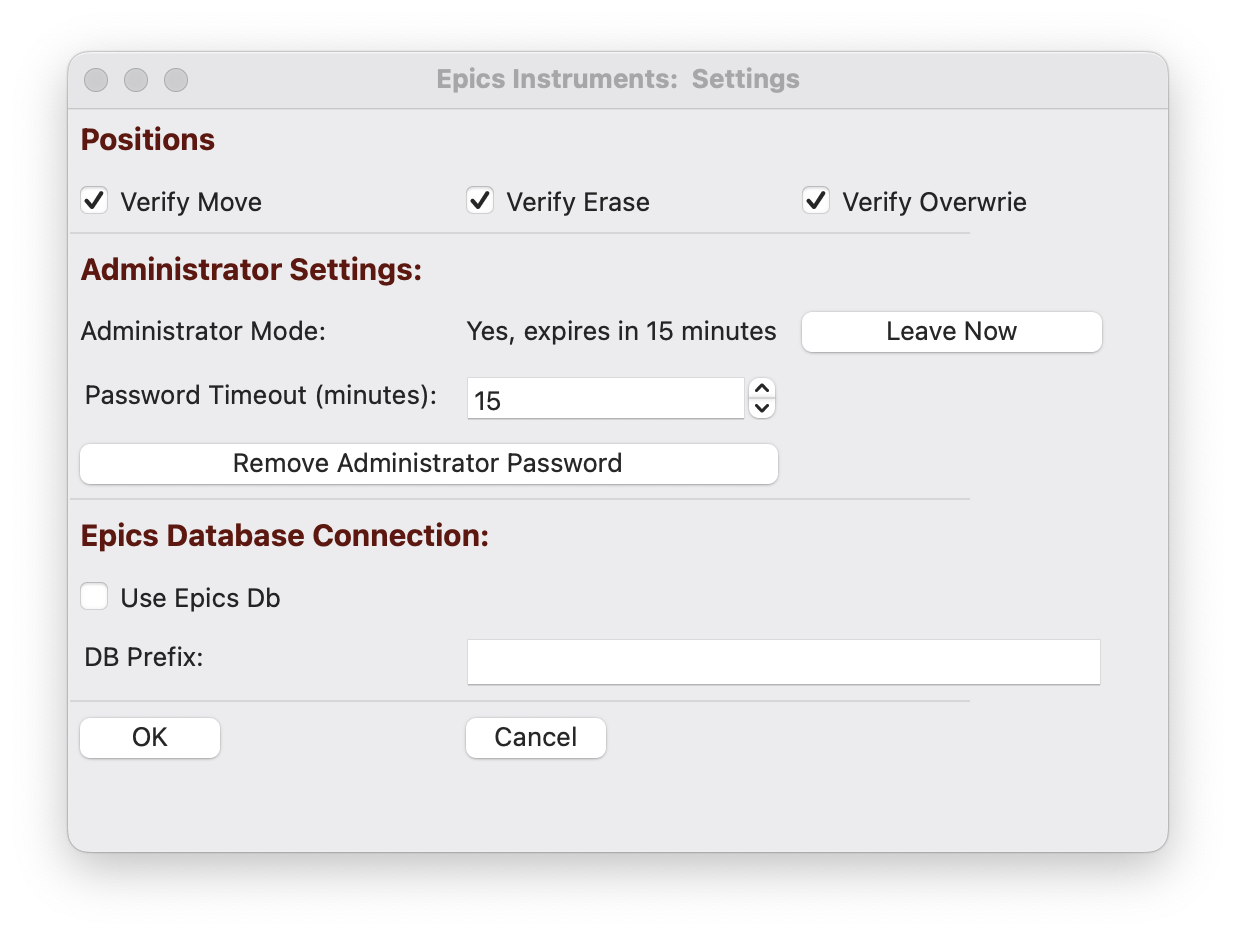 Epics Instruments:  Settings
Positions
Verify Move Verify Erase Verify Overwrie
Administrator Settings:
Administrator Mode: Yes, expires in 15 minutes Leave Now
Password Timeout (minutes): 15
Remove Administrator Password
Epics Database Connection:
Use Epics Db
DB Prefix:
OK Cancel